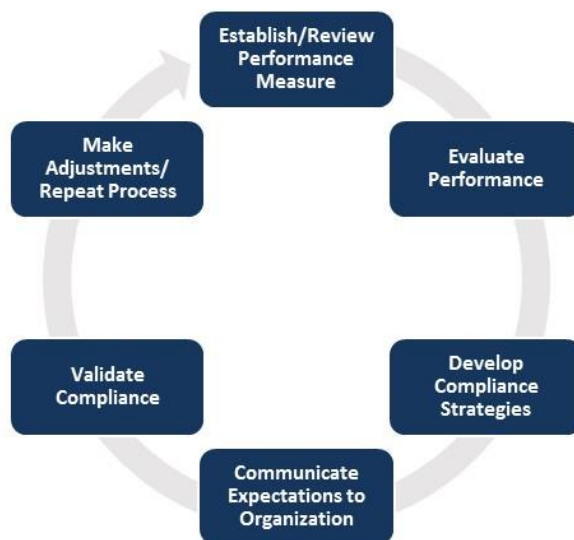 Establish/Review
Performance
Measure
Evaluate
Performance
Develop
Compliance
Strategies
Communicate
Expectations to
Organization
Validate
Compliance
Make
Adjustments/
Repeat Process